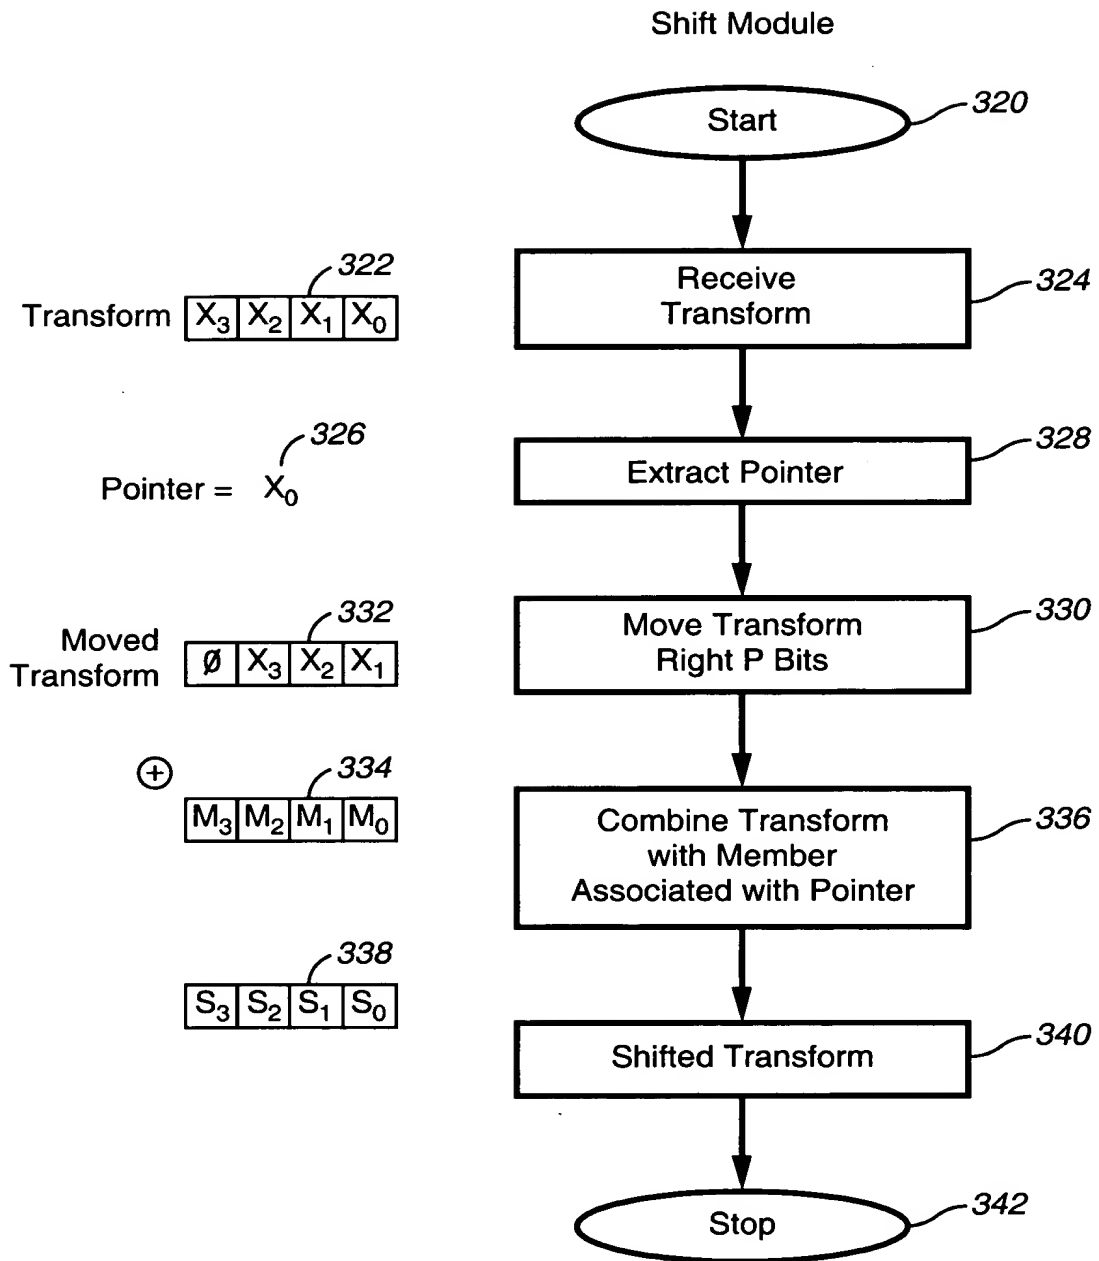 Shift Module
Start
320
322
Transform X₃ X₂ X₁ X₀
Receive
Transform
324
326
Pointer = X₀
Extract Pointer
328
332
Moved
Transform
Ø X₃ X₂ X₁
Move Transform
Right P Bits
330
⊕
334
M₃ M₂ M₁ M₀
Combine Transform
with Member
Associated with Pointer
336
338
S₃ S₂ S₁ S₀
Shifted Transform
340
Stop
342